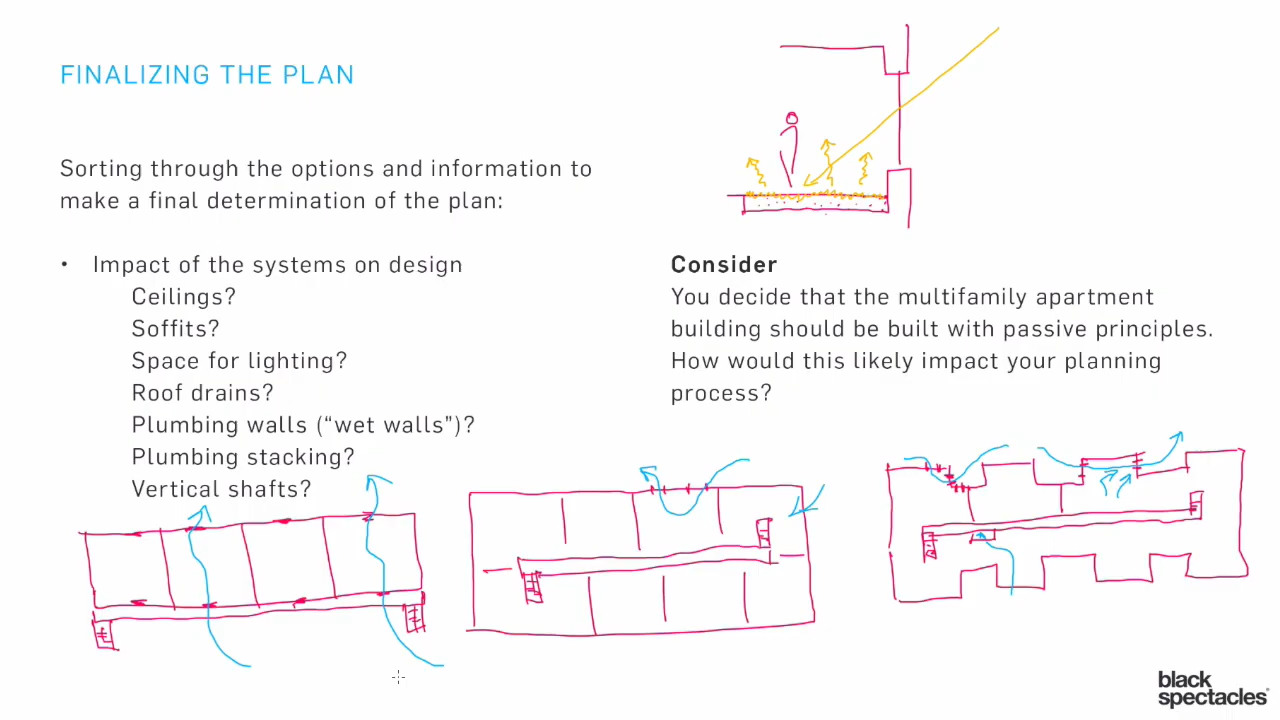 FINALIZING THE PLAN
Sorting through the options and information to
make a final determination of the plan:
• Impact of the systems on design
Ceilings?
Soffits?
Space for lighting?
Roof drains?
Plumbing walls (“wet walls”)?
Plumbing stacking?
Vertical shafts?
Consider
You decide that the multifamily apartment
building should be built with passive principles.
How would this likely impact your planning
process?
black
spectacles